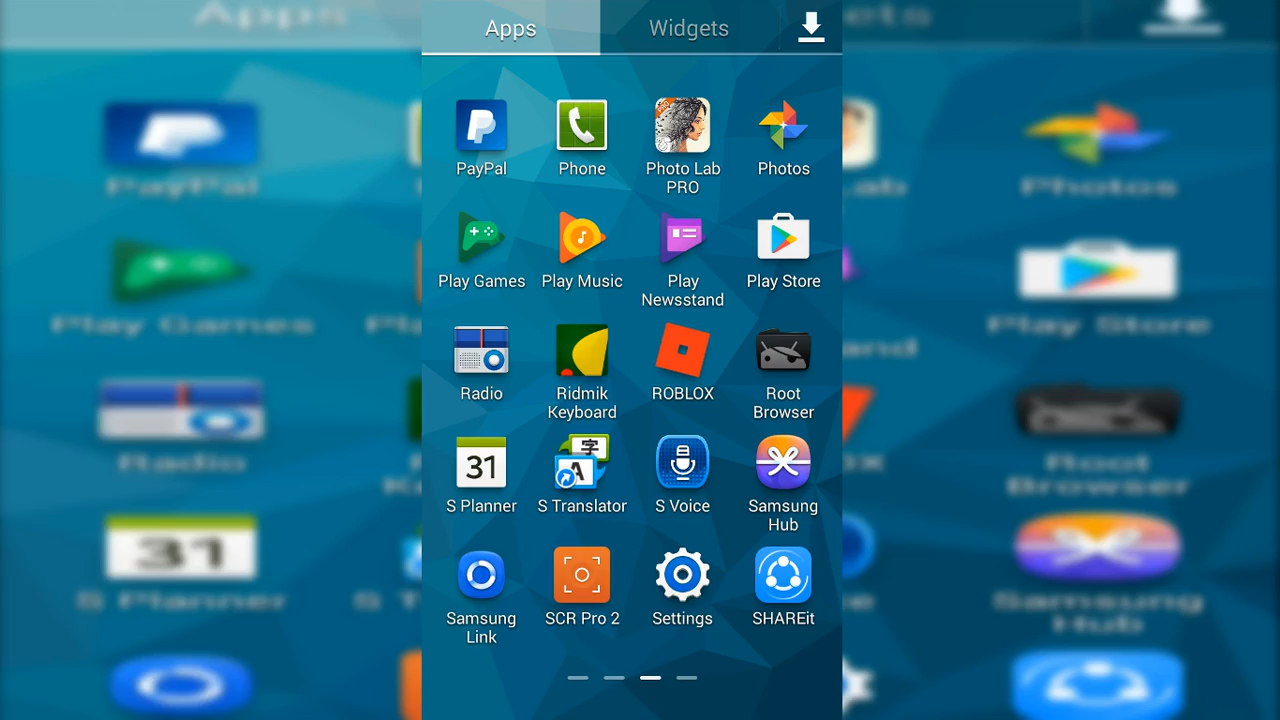 Apps Widgets
PayPal Phone Photo Lab PRO Photos
Play Games Play Music Play Newsstand Play Store
Radio Ridmik Keyboard ROBLOX Root Browser
31 字 A
S Planner S Translator S Voice Samsung Hub
Samsung Link SCR Pro 2 Settings SHAREit